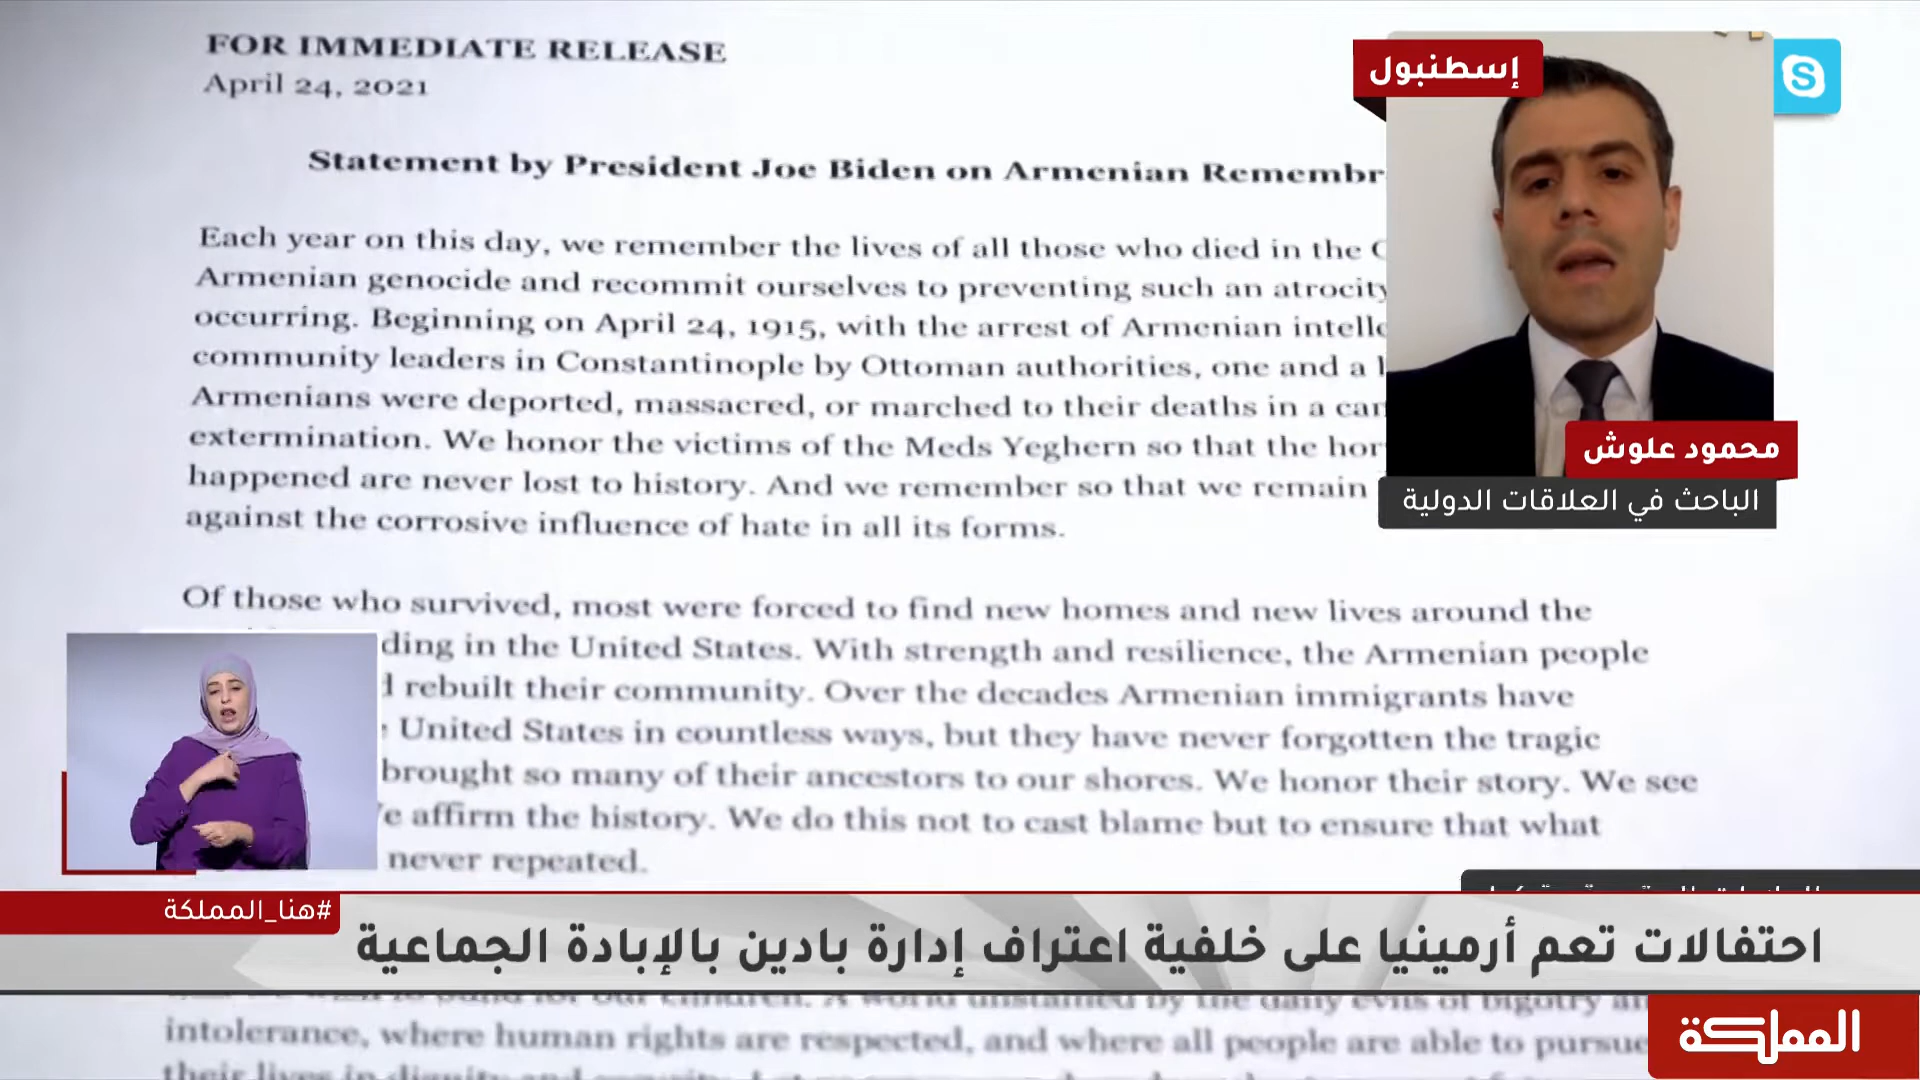 FOR IMMEDIATE RELEASE
April 24, 2021
Statement by President Joe Biden on Armenian
Each year on this day, we remember the lives of all those who died in the
Armenian genocide and recommit ourselves to preventing such an atrocity
occurring. Beginning on April 24, 1915, with the arrest of Armenian
community leaders in Constantinople by Ottoman authorities, one and a
Armenians were deported, massacred, or marched to their deaths in a
extermination. We honor the victims of the Meds Yeghern so that the
happened are never lost to history. And we remember so that we remain
against the corrosive influence of hate in all its forms.
Of those who survived, most were forced to find new homes and new lives around the
in the United States. With strength and resilience, the Armenian people
rebuilt their community. Over the decades Armenian immigrants have
United States in countless ways, but they have never forgotten the tragic
brought so many of their ancestors to our shores. We honor their story. We see
affirm the history. We do this not to cast blame but to ensure that what
never repeated.
إسطنبول
محمود علوش
الباحث في العلاقات الدولية
#هنا_المملكة
احتفالات تعم أرمينيا على خلفية اعتراف إدارة بادين بالإبادة الجماعية
intolerance, where human rights are respected, and where all people are able to pursue
المملكة